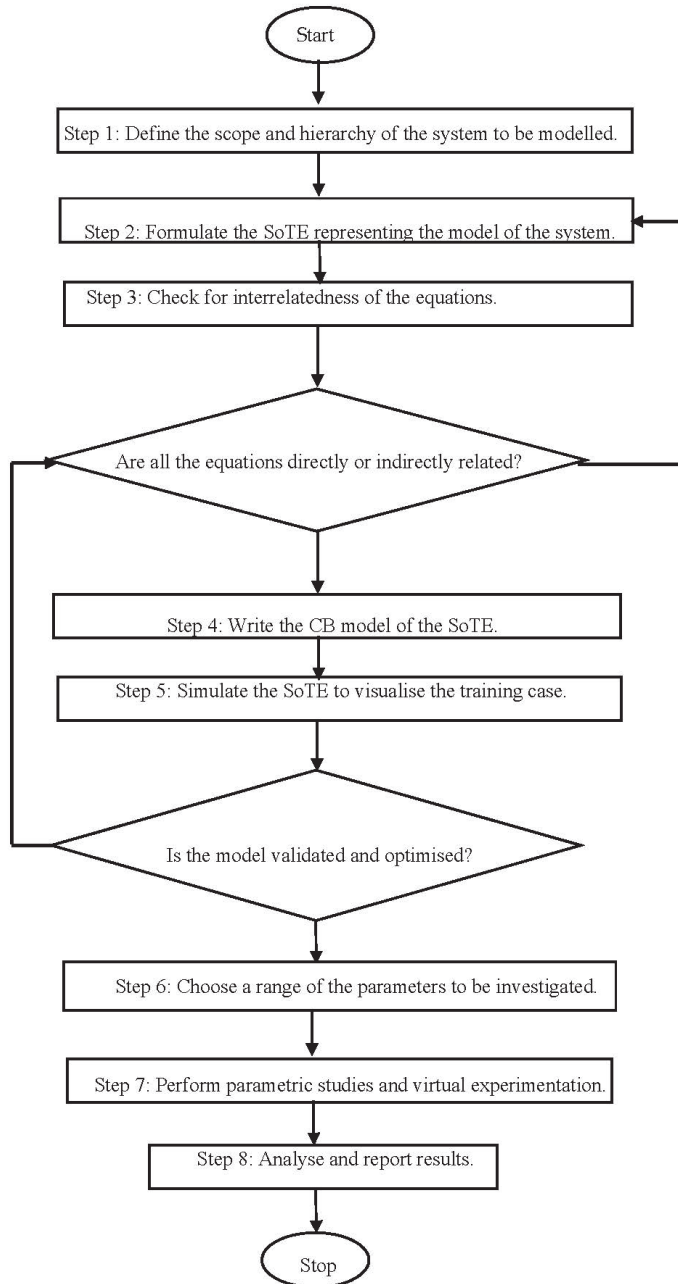 Start
Step 1: Define the scope and hierarchy of the system to be modelled.
Step 2: Formulate the SoTE representing the model of the system.
Step 3: Check for interrelatedness of the equations.
Are all the equations directly or indirectly related?
Step 4: Write the CB model of the SoTE.
Step 5: Simulate the SoTE to visualise the training case.
Is the model validated and optimised?
Step 6: Choose a range of the parameters to be investigated.
Step 7: Perform parametric studies and virtual experimentation.
Step 8: Analyse and report results.
Stop